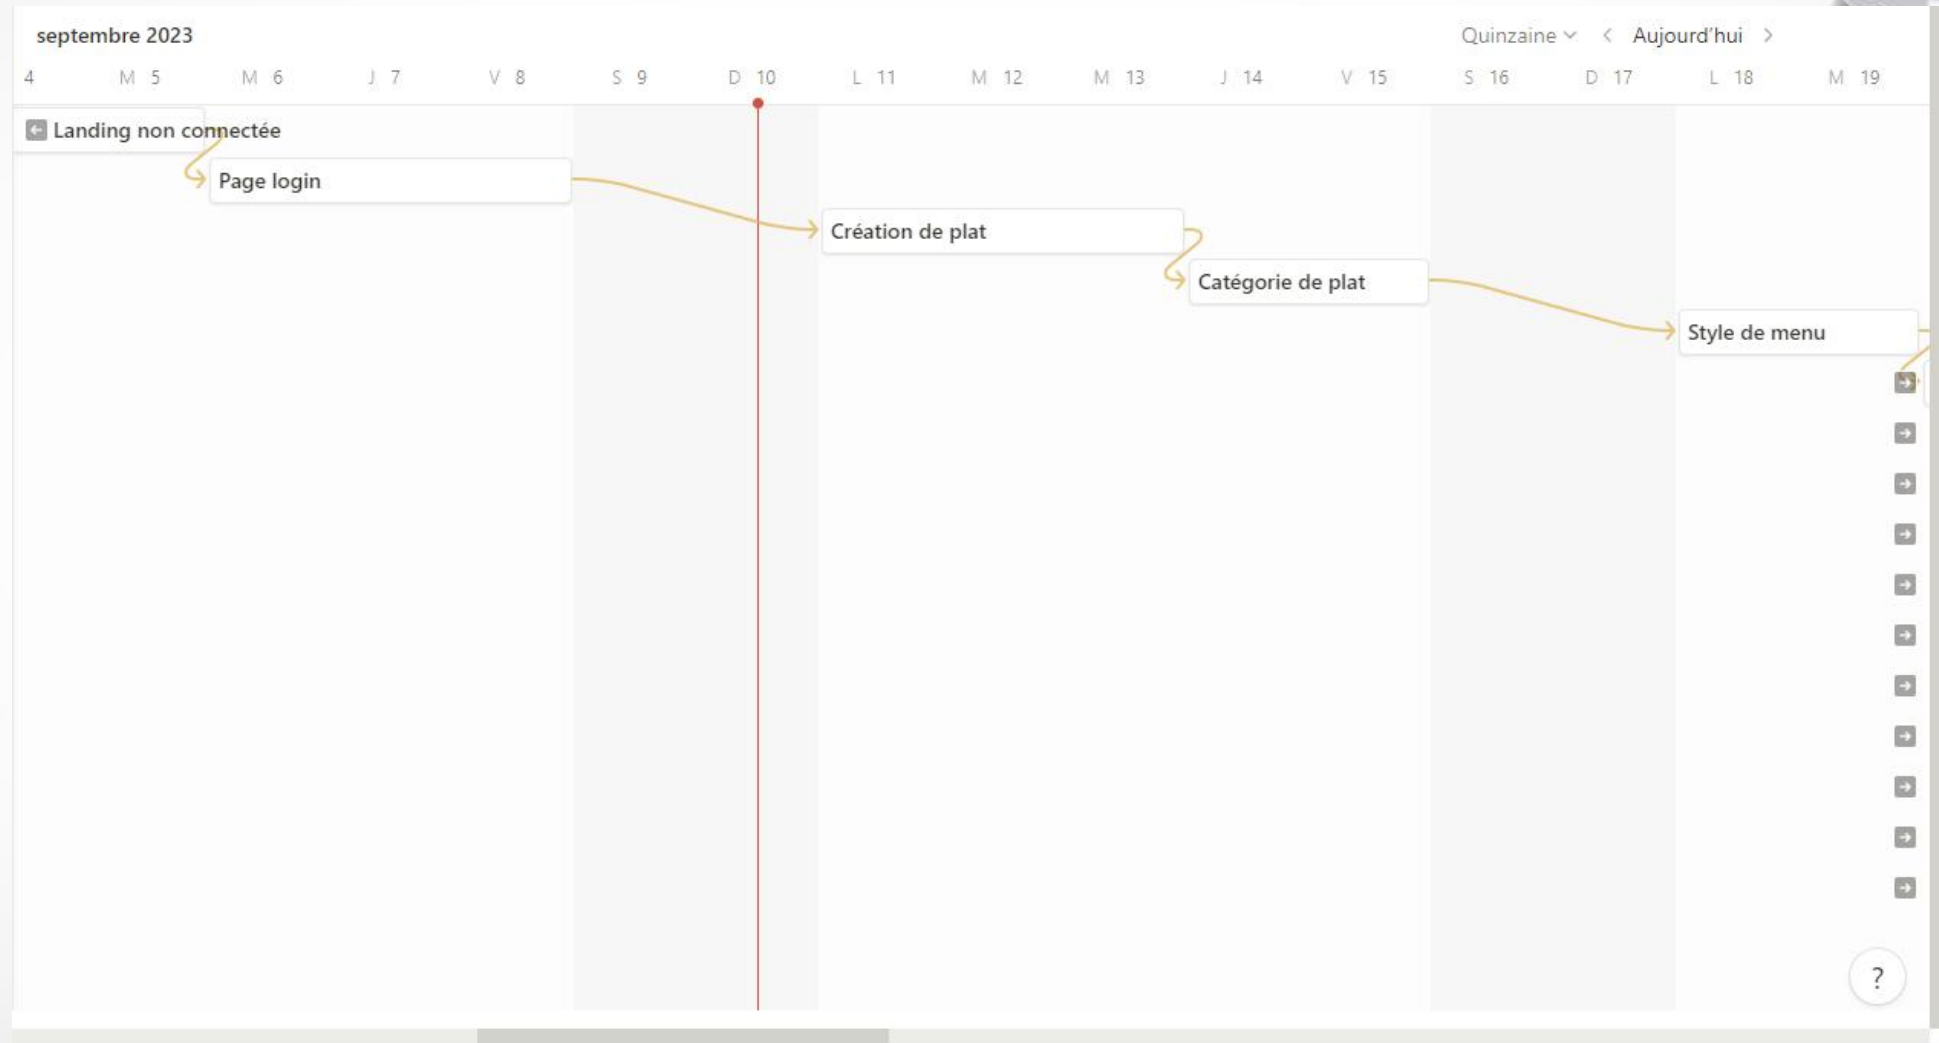 septembre 2023
Quinzaine Aujourd'hui
4 M 5 M 6 J 7 V 8 S 9 D 10 L 11 M 12 M 13 J 14 V 15 S 16 D 17 L 18 M 19
Landing non connectée
Page login
Création de plat
Catégorie de plat
Style de menu
?